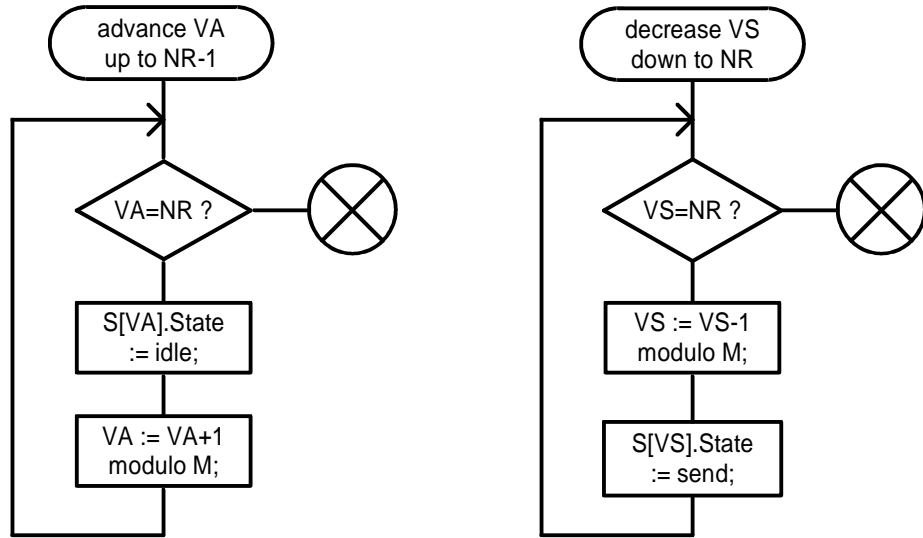 advance VA
up to NR-1
VA=NR ?
S[VA].State
:= idle;
VA := VA+1
modulo M;
decrease VS
down to NR
VS=NR ?
VS := VS-1
modulo M;
S[VS].State
:= send;